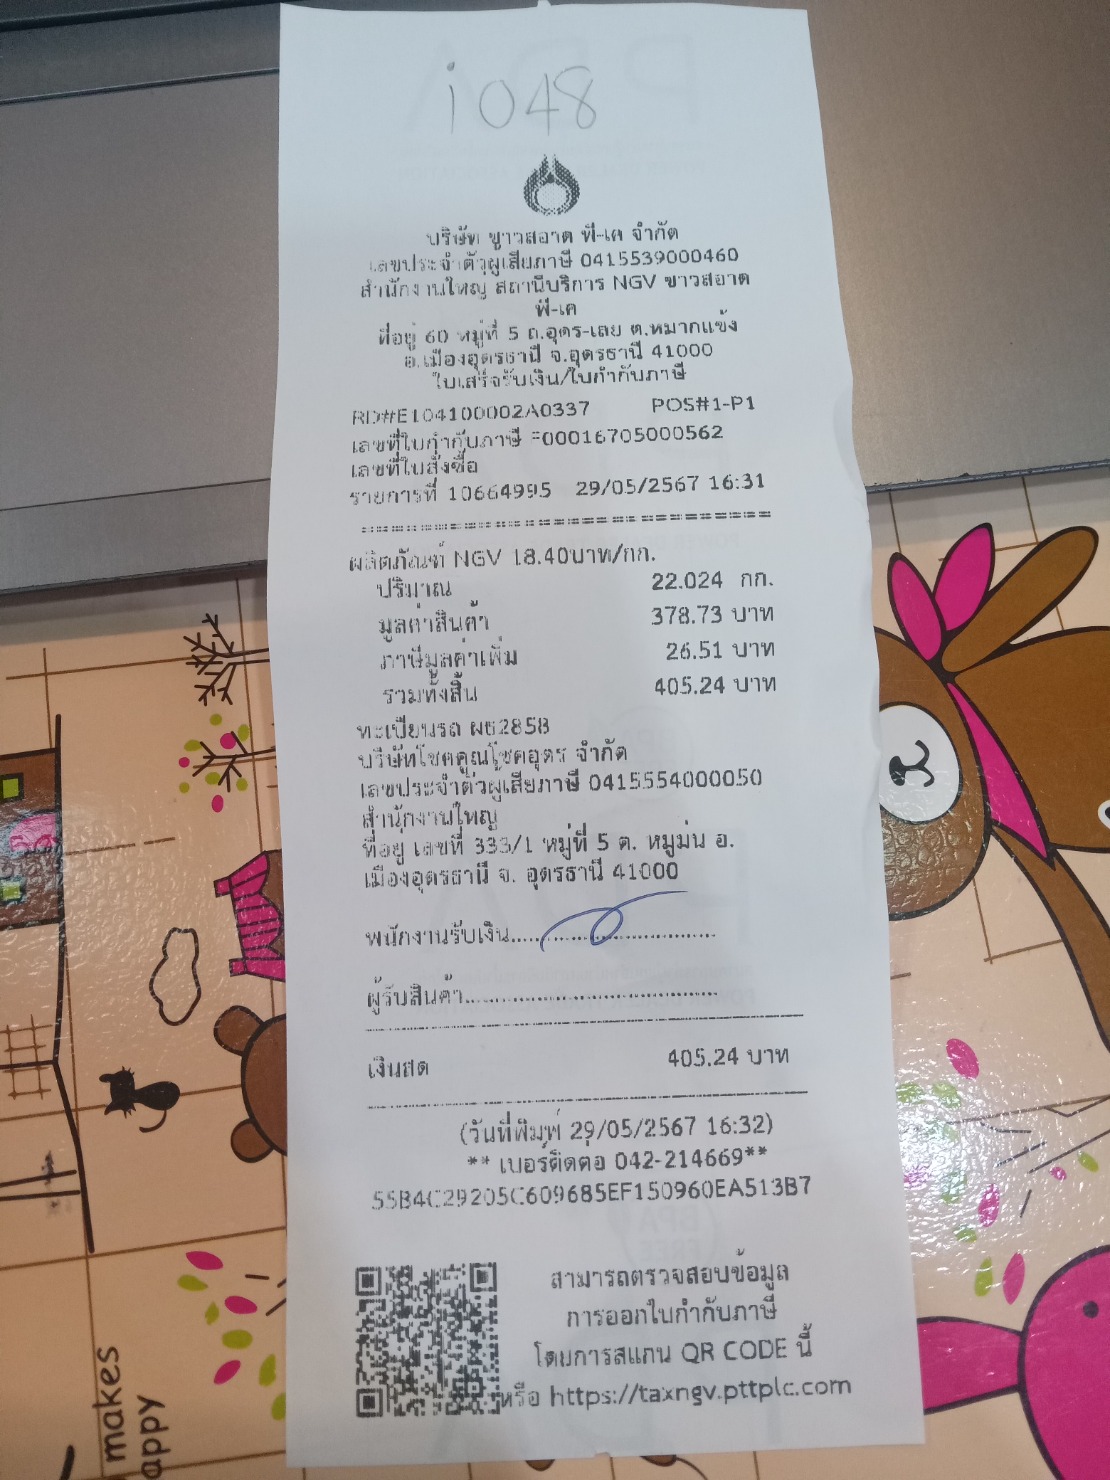 i048
บริษัท ขาวสอาด พี-เค จำกัด
เลขประจำตัวผู้เสียภาษี 0415539000460
สำนักงานใหญ่ สถานีบริการ NGV ขาวสอาด
พี-เค
ที่อยู่ 60 หมู่ที่ 5 ถ.อุดร-เลย ต.หมากแข้ง
อ.เมืองอุดรธานี จ.อุดรธานี 41000
ใบเสร็จรับเงิน/ใบกำกับภาษี
RD#E104100002A0337 POS#1-P1
เลขที่ใบกำกับภาษี F00016705000562
เลขที่ใบสั่งซื้อ
รายการที่ 10664995 29/05/2567 16:31
ผลิตภัณฑ์ NGV 18.40บาท/กก.
ปริมาณ 22.024 กก.
มูลค่าสินค้า 378.73 บาท
ภาษีมูลค่าเพิ่ม 26.51 บาท
รวมทั้งสิ้น 405.24 บาท
ทะเบียนรถ ผธ2858
บริษัทโชคคูณโชคอุดร จำกัด
เลขประจำตัวผู้เสียภาษี 0415554000050
สำนักงานใหญ่
ที่อยู่ เลขที่ 333/1 หมู่ที่ 5 ต. หมูม่น อ.
เมืองอุดรธานี จ. อุดรธานี 41000
พนักงานรับเงิน
ผู้รับสินค้า
เงินสด 405.24 บาท
(วันที่พิมพ์ 29/05/2567 16:32)
** เบอร์ติดต่อ 042-214669**
55B4C29205C609685EF150960EA513B7
สามารถตรวจสอบข้อมูล
การออกใบกำกับภาษี
โดยการสแกน QR CODE นี้
หรือ https://taxngv.pttplc.com
makes
appy